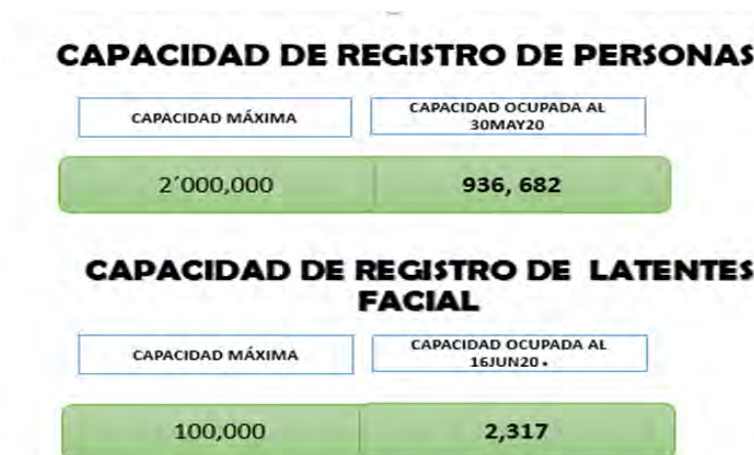 CAPACIDAD DE REGISTRO DE PERSONAS
CAPACIDAD MÁXIMA
CAPACIDAD OCUPADA AL
30MAY20
2´000,000
936, 682
CAPACIDAD DE REGISTRO DE LATENTES
FACIAL
CAPACIDAD MÁXIMA
CAPACIDAD OCUPADA AL
16JUN20 .
100,000
2,317